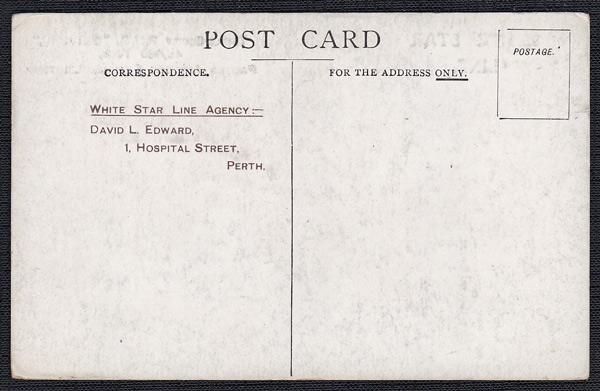 POST CARD
CORRESPONDENCE.
FOR THE ADDRESS ONLY.
POSTAGE.
WHITE STAR LINE AGENCY:—
DAVID L. EDWARD,
1, HOSPITAL STREET,
PERTH.